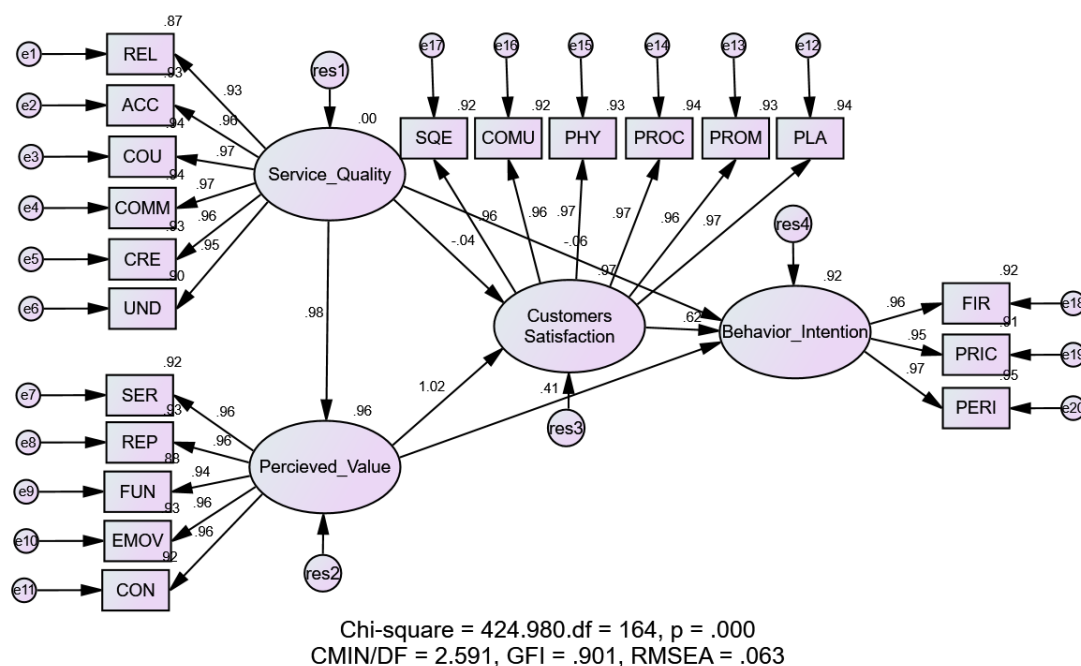 .87
e1 REL
.93
.93
e2 ACC
.96
.94
e3 COU
.97
.94
e4 COMM
.97
.93
e5 CRE
.96
.90
e6 UND
.95
res1
.00
Service_Quality
e17 e16 e15 e14 e13 e12
.92 .92 .93 .94 .93 .94
SQE COMU PHY PROC PROM PLA
.96 .96 .97 .97 .96 .97
-.04
-.06
.97
.98
Customers
Satisfaction
.62
res3
res4
.92
Behavior_Intention
.92
.96 FIR e18
.91
.95 PRIC e19
.95
.97 PERI e20
1.02
.41
.92
e7 SER
.96
.93
e8 REP
.96
.88
e9 FUN
.94
.93
e10 EMOV
.96
.92
e11 CON
.96
.96
Percieved_Value
res2
Chi-square = 424.980.df = 164, p = .000
CMIN/DF = 2.591, GFI = .901, RMSEA = .063